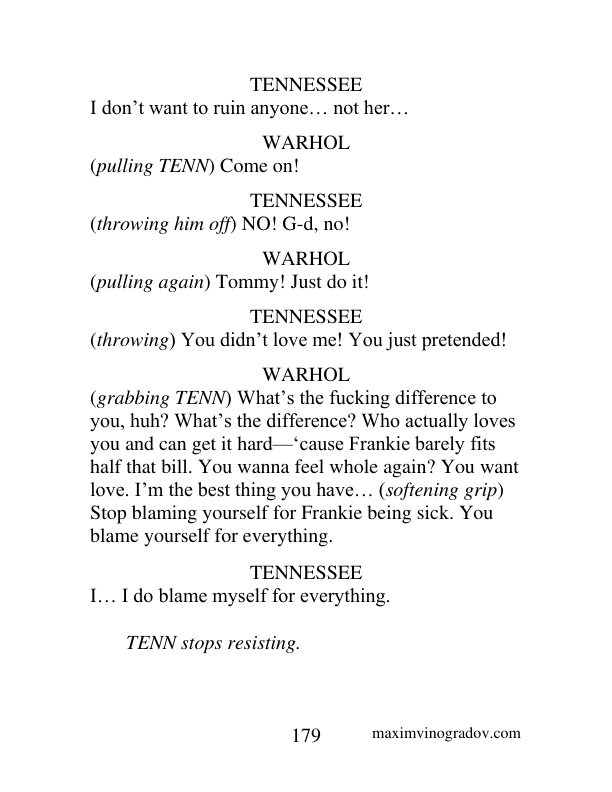 TENNESSEE
I don’t want to ruin anyone… not her…
WARHOL
(pulling TENN) Come on!
TENNESSEE
(throwing him off) NO! G-d, no!
WARHOL
(pulling again) Tommy! Just do it!
TENNESSEE
(throwing) You didn’t love me! You just pretended!
WARHOL
(grabbing TENN) What’s the fucking difference to
you, huh? What’s the difference? Who actually loves
you and can get it hard—‘cause Frankie barely fits
half that bill. You wanna feel whole again? You want
love. I’m the best thing you have… (softening grip)
Stop blaming yourself for Frankie being sick. You
blame yourself for everything.
TENNESSEE
I… I do blame myself for everything.
TENN stops resisting.
179 maximvinogradov.com